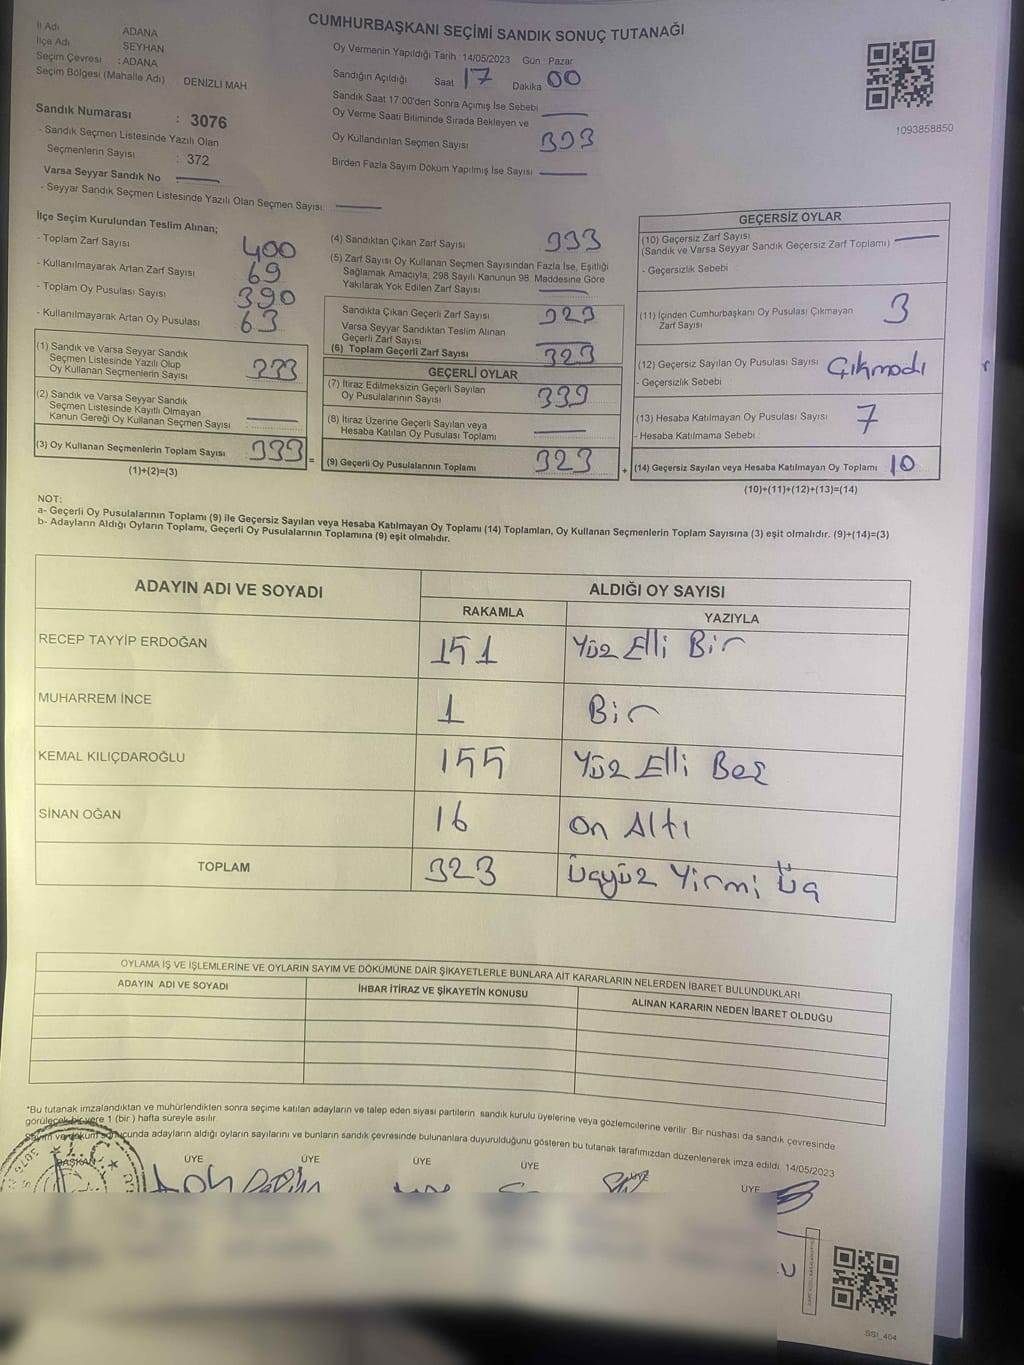 CUMHURBAŞKANI SEÇİMİ SANDIK SONUÇ TUTANAĞI
İl Adı ADANA
İlçe Adı SEYHAN
Seçim Çevresi : ADANA
Seçim Bölgesi (Mahalle Adı) DENİZLİ MAH.
Sandık Numarası : 3076
- Sandık Seçmen Listesinde Yazılı Olan
Seçmenlerin Sayısı : 372
Varsa Seyyar Sandık No
- Seyyar Sandık Seçmen Listesinde Yazılı Olan Seçmen Sayısı:
Oy Vermenin Yapıldığı Tarih : 14/05/2023 Gün : Pazar
Sandığın Açıldığı Saat 17 Dakika 00
Sandık Saat 17:00'den Sonra Açımış İse Sebebi
Oy Verme Saati Bitiminde Sırada Bekleyen ve
Oy Kullandırılan Seçmen Sayısı 333
Birden Fazla Sayım Döküm Yapılmış İse Sayısı
1093858850
İlçe Seçim Kurulundan Teslim Alınan;
- Toplam Zarf Sayısı 400
- Kullanılmayarak Artan Zarf Sayısı 69
- Toplam Oy Pusulası Sayısı 390
- Kullanılmayarak Artan Oy Pusulası 63
(1) Sandık ve Varsa Seyyar Sandık
Seçmen Listesinde Yazılı Olup
Oy Kullanan Seçmenlerin Sayısı :
(2) Sandık ve Varsa Seyyar Sandık
Seçmen Listesinde Kayıtlı Olmayan
Kanun Gereği Oy Kullanan Seçmen Sayısı :
(3) Oy Kullanan Seçmenlerin Toplam Sayısı 333
(1)+(2)=(3)
(4) Sandıktan Çıkan Zarf Sayısı 333
(5) Zarf Sayısı Oy Kullanan Seçmen Sayısından Fazla İse, Eşitliği
Sağlamak Amacıyla, 298 Sayılı Kanunun 98. Maddesine Göre
Yakılarak Yok Edilen Zarf Sayısı
Sandıkta Çıkan Geçerli Zarf Sayısı 323
Varsa Seyyar Sandıktan Teslim Alınan
Geçerli Zarf Sayısı
(6) Toplam Geçerli Zarf Sayısı 323
GEÇERLİ OYLAR
(7) İtiraz Edilmeksizin Geçerli Sayılan
Oy Pusulalarının Sayısı
(8) İtiraz Üzerine Geçerli Sayılan veya
Hesaba Katılan Oy Pusulası Toplamı
(9) Geçerli Oy Pusulalarının Toplamı 323
=
+
GEÇERSİZ OYLAR
(10) Geçersiz Zarf Sayısı
(Sandık ve Varsa Seyyar Sandık Geçersiz Zarf Toplamı)
- Geçersizlik Sebebi
(11) İçinden Cumhurbaşkanı Oy Pusulası Çıkmayan
Zarf Sayısı 3
(12) Geçersiz Sayılan Oy Pusulası Sayısı Çıkmadı
- Geçersizlik Sebebi
(13) Hesaba Katılmayan Oy Pusulası Sayısı 7
- Hesaba Katılmama Sebebi
(14) Geçersiz Sayılan veya Hesaba Katılmayan Oy Toplamı 10
(10)+(11)+(12)+(13)=(14)
NOT:
a- Geçerli Oy Pusulalarının Toplamı (9) ile Geçersiz Sayılan veya Hesaba Katılmayan Oy Toplamı (14) Toplamları, Oy Kullanan Seçmenlerin Toplam Sayısına (3) eşit olmalıdır. (9)+(14)=(3)
b- Adayların Aldığı Oyların Toplamı, Geçerli Oy Pusulalarının Toplamına (9) eşit olmalıdır.
ADAYIN ADI VE SOYADI ALDIĞI OY SAYISI
RAKAMLA YAZIYLA
RECEP TAYYİP ERDOĞAN 151 Yüz Elli Bir
MUHARREM İNCE 1 Bir
KEMAL KILIÇDAROĞLU 155 Yüz Elli Beş
SİNAN OĞAN 16 on Altı
TOPLAM 323 Üçyüz Yirmi Üç
OYLAMA İŞ VE İŞLEMLERİNE VE OYLARIN SAYIM VE DÖKÜMÜNE DAİR ŞİKAYETLERLE BUNLARA AİT KARARLARIN NELERDEN İBARET BULUNDUKLARI
ADAYIN ADI VE SOYADI İHBAR İTİRAZ VE ŞİKAYETİN KONUSU ALINAN KARARIN NEDEN İBARET OLDUĞU
*Bu tutanak imzalandıktan ve mühürlendikten sonra seçime katılan adayların ve talep eden siyasi partilerin sandık kurulu üyelerine veya gözlemcilerine verilir. Bir nüshası da sandık çevresinde
görülecek bir yere 1 (bir) hafta süreyle asılır.
Sayım ve döküm sonucunda adayların aldığı oyların sayılarını ve bunların sandık çevresinde bulunanlara duyurulduğunu gösteren bu tutanak tarafımızdan düzenlenerek imza edildi. 14/05/2023
BAŞKAN ÜYE ÜYE ÜYE ÜYE ÜYE ÜYE
SSI_404